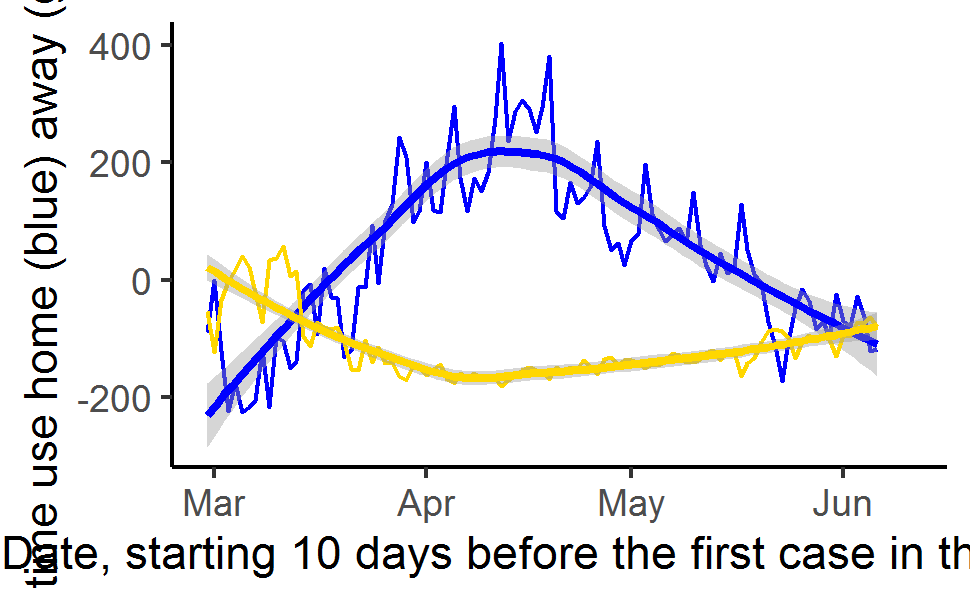 time use home (blue) away (
400
200
0
-200
Mar Apr May Jun
Date, starting 10 days before the first case in th